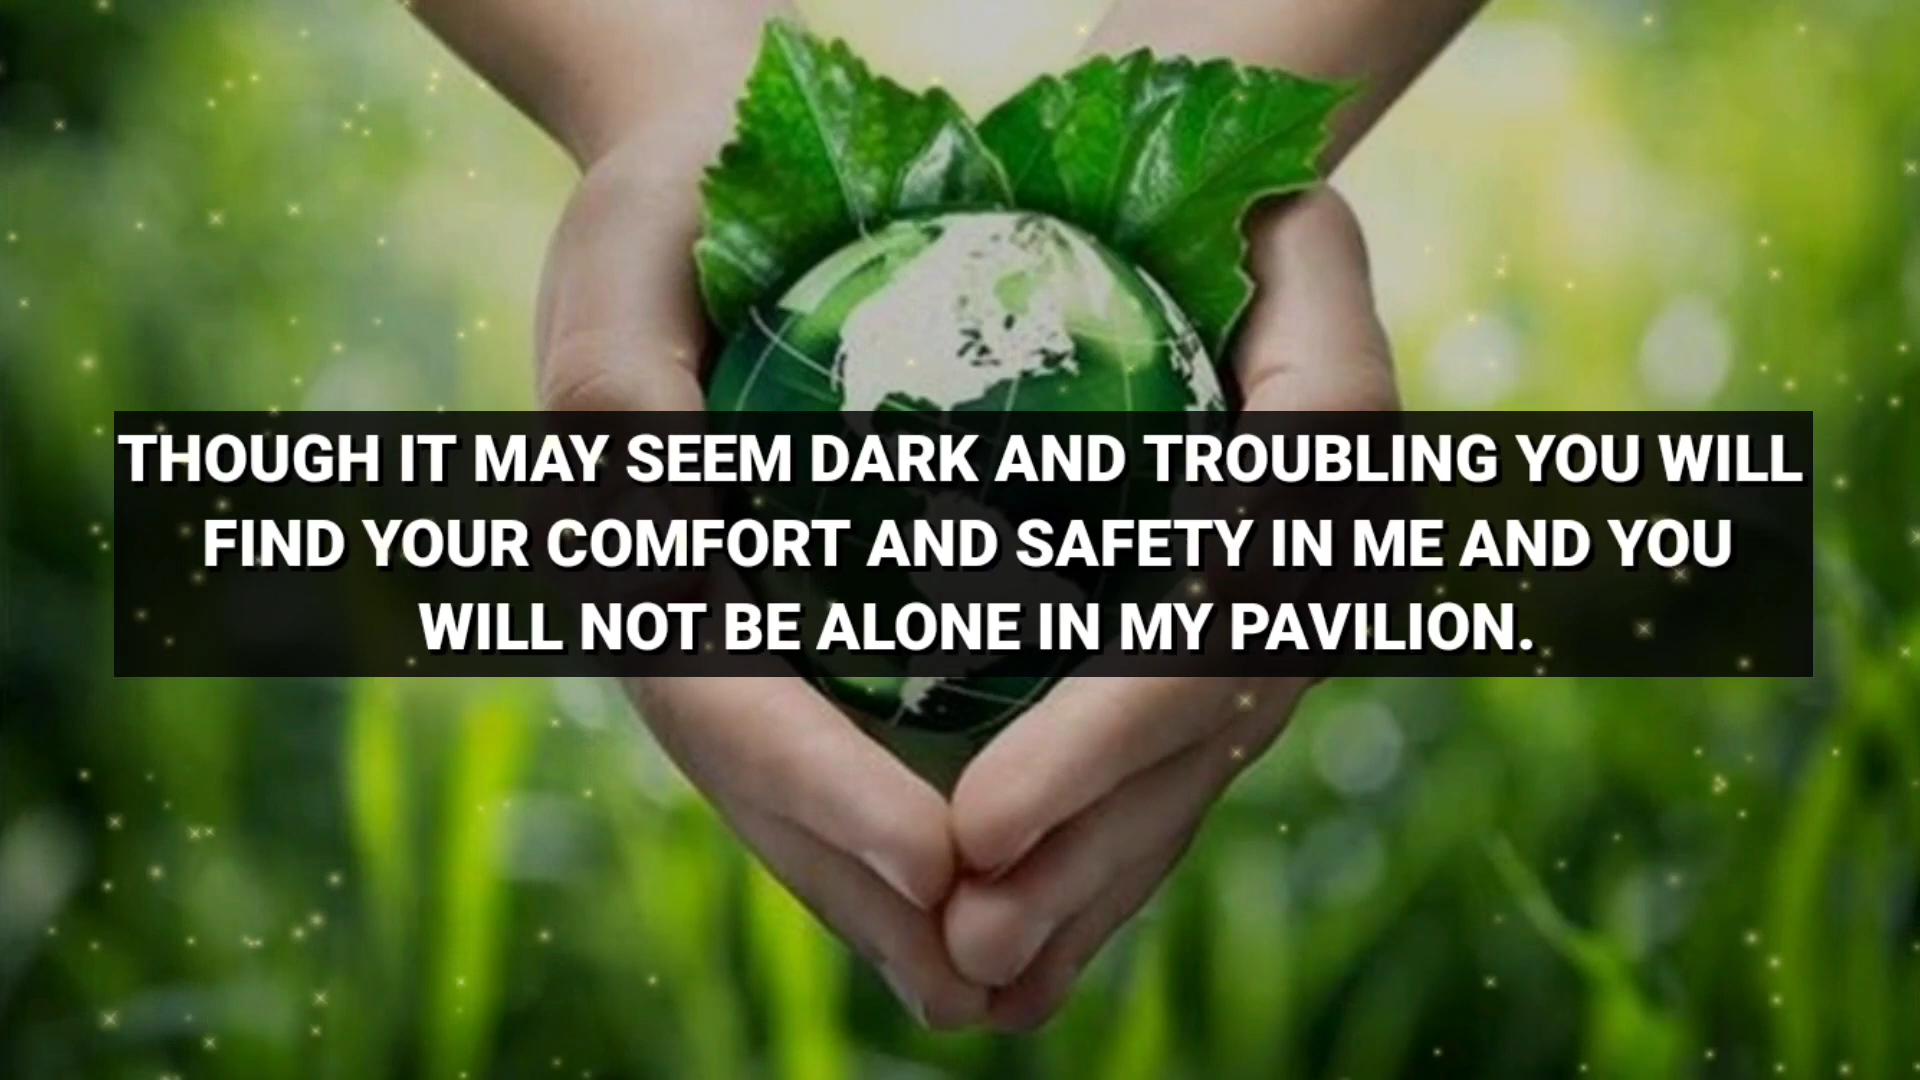 THOUGH IT MAY SEEM DARK AND TROUBLING YOU WILL
FIND YOUR COMFORT AND SAFETY IN ME AND YOU
WILL NOT BE ALONE IN MY PAVILION.